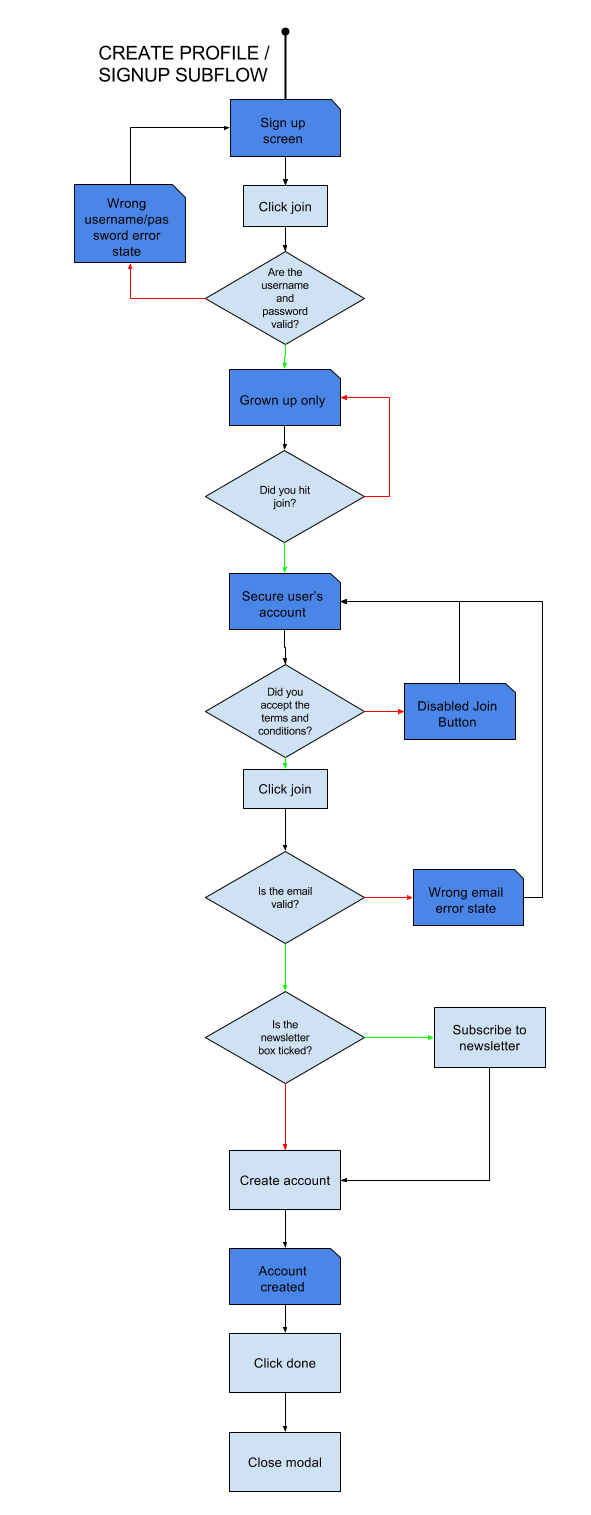 CREATE PROFILE /
SIGNUP SUBFLOW
Sign up
screen
Wrong
username/pas
sword error
state
Click join
Are the
username
and
password
valid?
Grown up only
Did you hit
join?
Secure user's
account
Did you
accept the
terms and
conditions?
Disabled Join
Button
Click join
Is the email
valid?
Wrong email
error state
Is the
newsletter
box ticked?
Subscribe to
newsletter
Create account
Account
created
Click done
Close modal